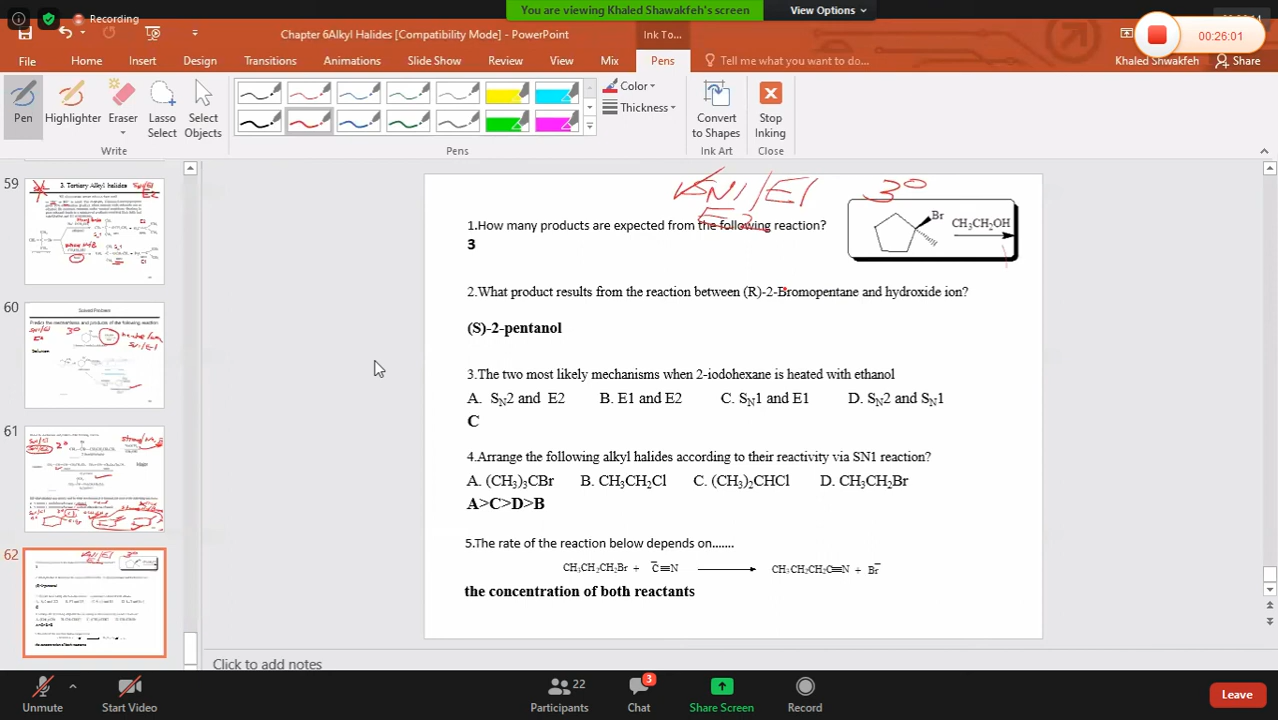 Recording
You are viewing Khaled Shawakfeh's screen
View Options
Chapter 6Alkyl Halides [Compatibility Mode] - PowerPoint
Ink To...
00:26:01
File
Home
Insert
Design
Transitions
Animations
Slide Show
Review
View
Mix
Pens
Tell me what you want to do...
Khaled Shwakfeh
Share
Pen
Highlighter
Eraser
Lasso Select
Select Objects
Color
Thickness
Convert to Shapes
Stop Inking
Write
Pens
Ink Art
Close
59
3. Tertiary Alkyl halides
60
61
62
SN1/E1
E2
3°
1.How many products are expected from the following reaction?
Br CH₃CH₂OH
3
2.What product results from the reaction between (R)-2-Bromopentane and hydroxide ion?
(S)-2-pentanol
3.The two most likely mechanisms when 2-iodohexane is heated with ethanol
A. SN2 and E2 B. E1 and E2 C. SN1 and E1 D. SN2 and SN1
C
4.Arrange the following alkyl halides according to their reactivity via SN1 reaction?
A. (CH₃)₃CBr B. CH₃CH₂Cl C. (CH₃)₂CHCl D. CH₃CH₂Br
A>C>D>B
5.The rate of the reaction below depends on.......
CH₃CH₂CH₂Br + C̄≡N CH₃CH₂CH₂C≡N + Br̄
the concentration of both reactants
Click to add notes
Unmute
Start Video
22
Participants
3
Chat
Share Screen
Record
Leave